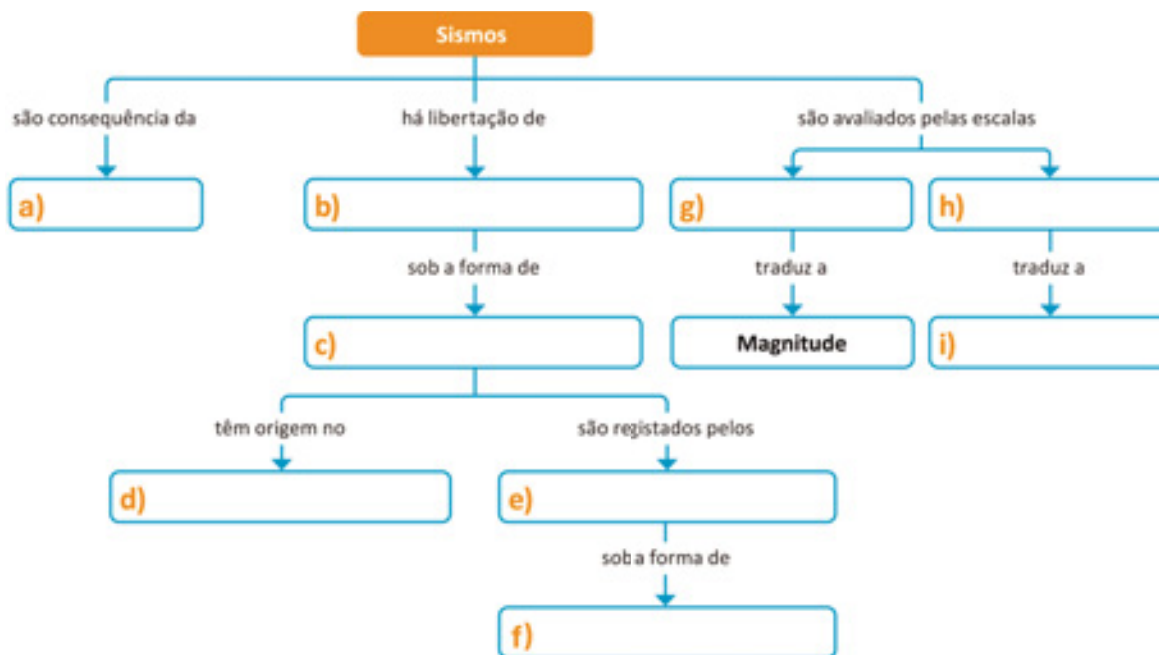 Sismos
são consequência da
há libertação de
são avaliados pelas escalas
a)
b)
g)
h)
sob a forma de
traduz a
traduz a
c)
Magnitude
i)
têm origem no
são registados pelos
d)
e)
sob a forma de
f)